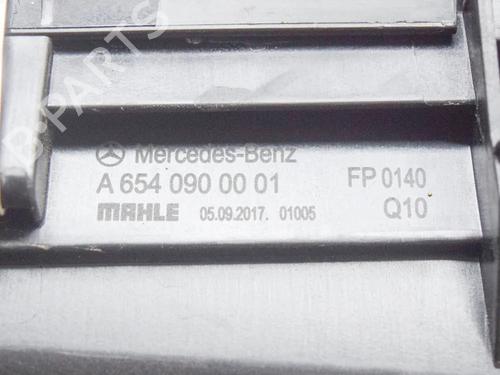 B-PARTS
Mercedes-Benz
A 654 090 00 01 FP 0140
MAHLE 05.09.2017. 01005 Q10